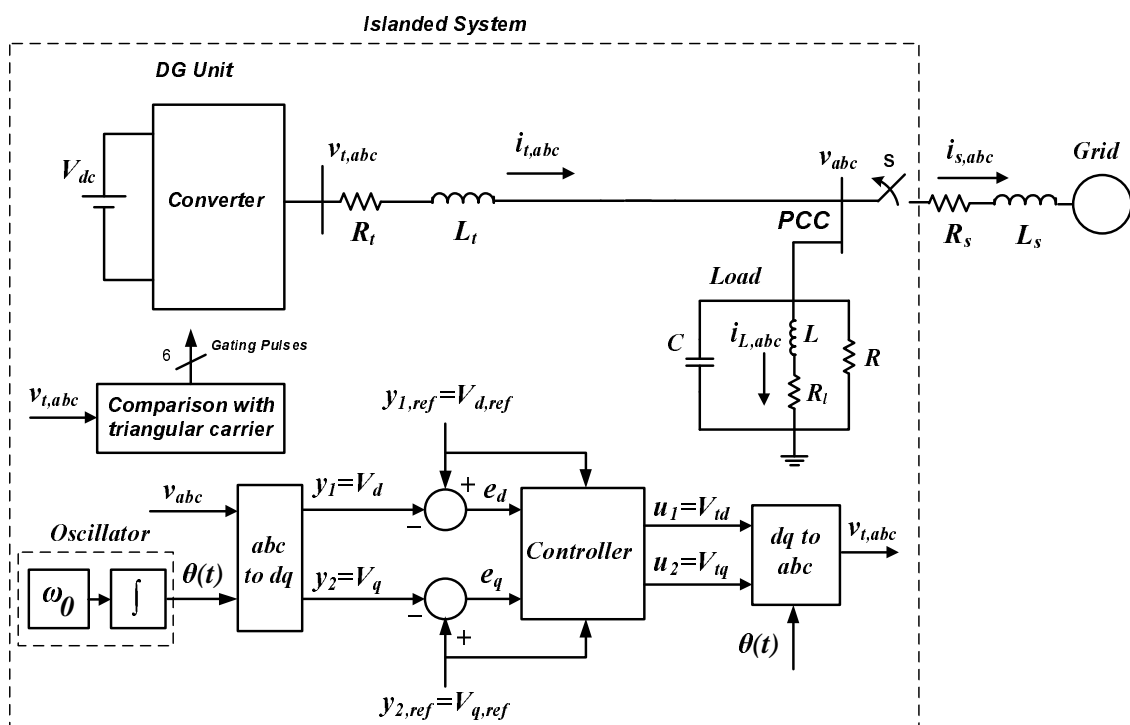 Islanded System
DG Unit
V_dc
Converter
v_t,abc
R_t
L_t
i_t,abc
v_abc
S
i_s,abc
Grid
PCC
R_s
L_s
Load
C
i_L,abc
L
R_l
R
6
Gating Pulses
v_t,abc
Comparison with
triangular carrier
y_1,ref=V_d,ref
v_abc
y_1=V_d
+
−
e_d
Oscillator
ω_0
∫
θ(t)
abc
to dq
y_2=V_q
−
+
e_q
Controller
u_1=V_td
u_2=V_tq
dq to
abc
v_t,abc
θ(t)
y_2,ref=V_q,ref